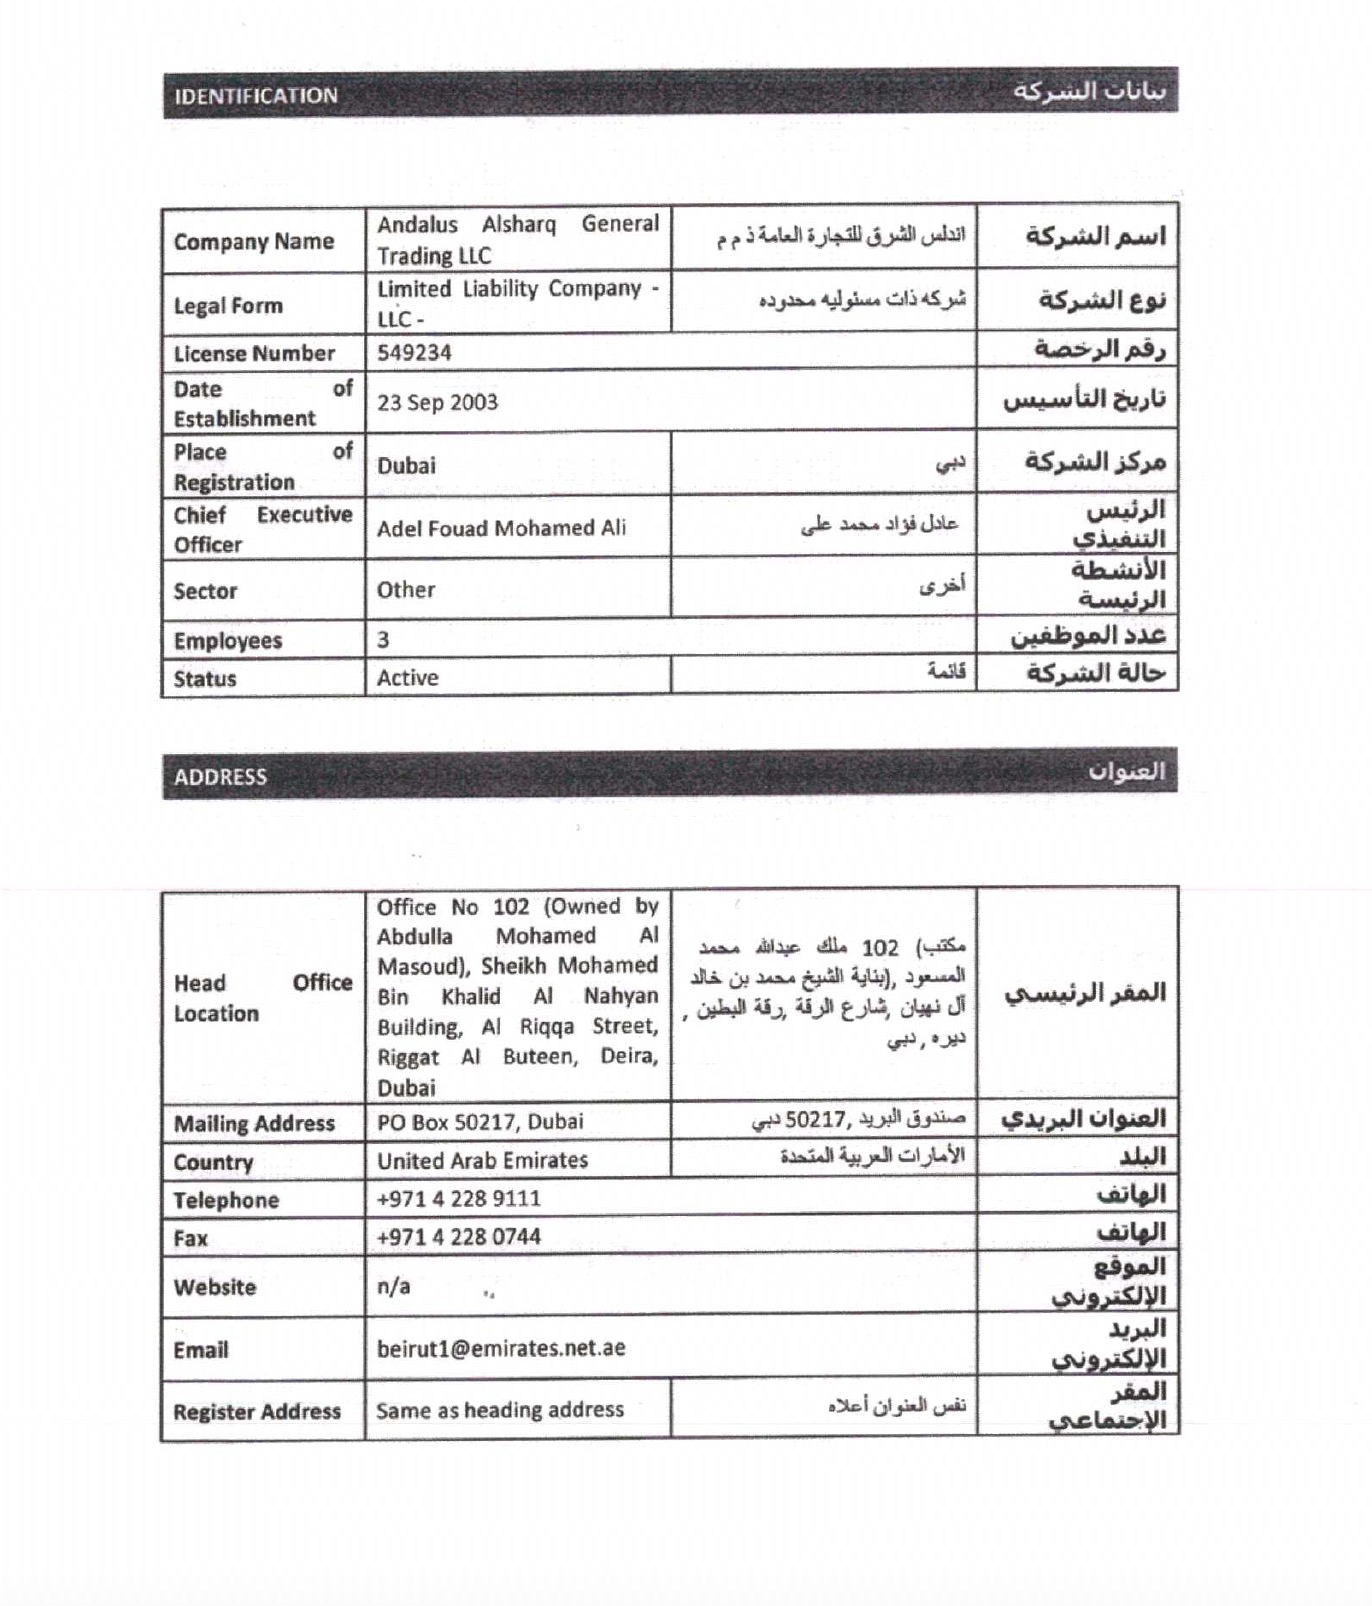 IDENTIFICATION بيانات الشركة
Company Name Andalus Alsharq General اندلس الشرق للتجارة العامة ذ م م اسم الشركة
Trading LLC
Legal Form Limited Liability Company - شركه ذات مسئوليه محدوده نوع الشركة
LLC -
License Number 549234 رقم الرخصة
Date of
Establishment 23 Sep 2003 تاريخ التأسيس
Place of
Registration Dubai دبي مركز الشركة
Chief Executive
Officer Adel Fouad Mohamed Ali عادل فؤاد محمد على الرئيس
التنفيذي
Sector Other أخرى الأنشطة
الرئيسة
Employees 3 عدد الموظفين
Status Active قائمة حالة الشركة
ADDRESS العنوان
Head Office
Location
Office No 102 (Owned by
Abdulla Mohamed Al
Masoud), Sheikh Mohamed
Bin Khalid Al Nahyan
Building, Al Riqqa Street,
Riggat Al Buteen, Deira,
Dubai
مكتب) 102 ملك عبدالله محمد
المسعود ,(بناية الشيخ محمد بن خالد
آل نهيان ,شارع الرقة ,رقة البطين ,
ديره , دبي
المقر الرئيسي
Mailing Address PO Box 50217, Dubai صندوق البريد ,50217 دبي العنوان البريدي
Country United Arab Emirates الأمارات العربية المتحدة البلد
Telephone +971 4 228 9111 الهاتف
Fax +971 4 228 0744 الهاتف
Website n/a الموقع
الإلكتروني
Email beirut1@emirates.net.ae البريد
الإلكتروني
Register Address Same as heading address نفس العنوان أعلاه المقر
الإجتماعي